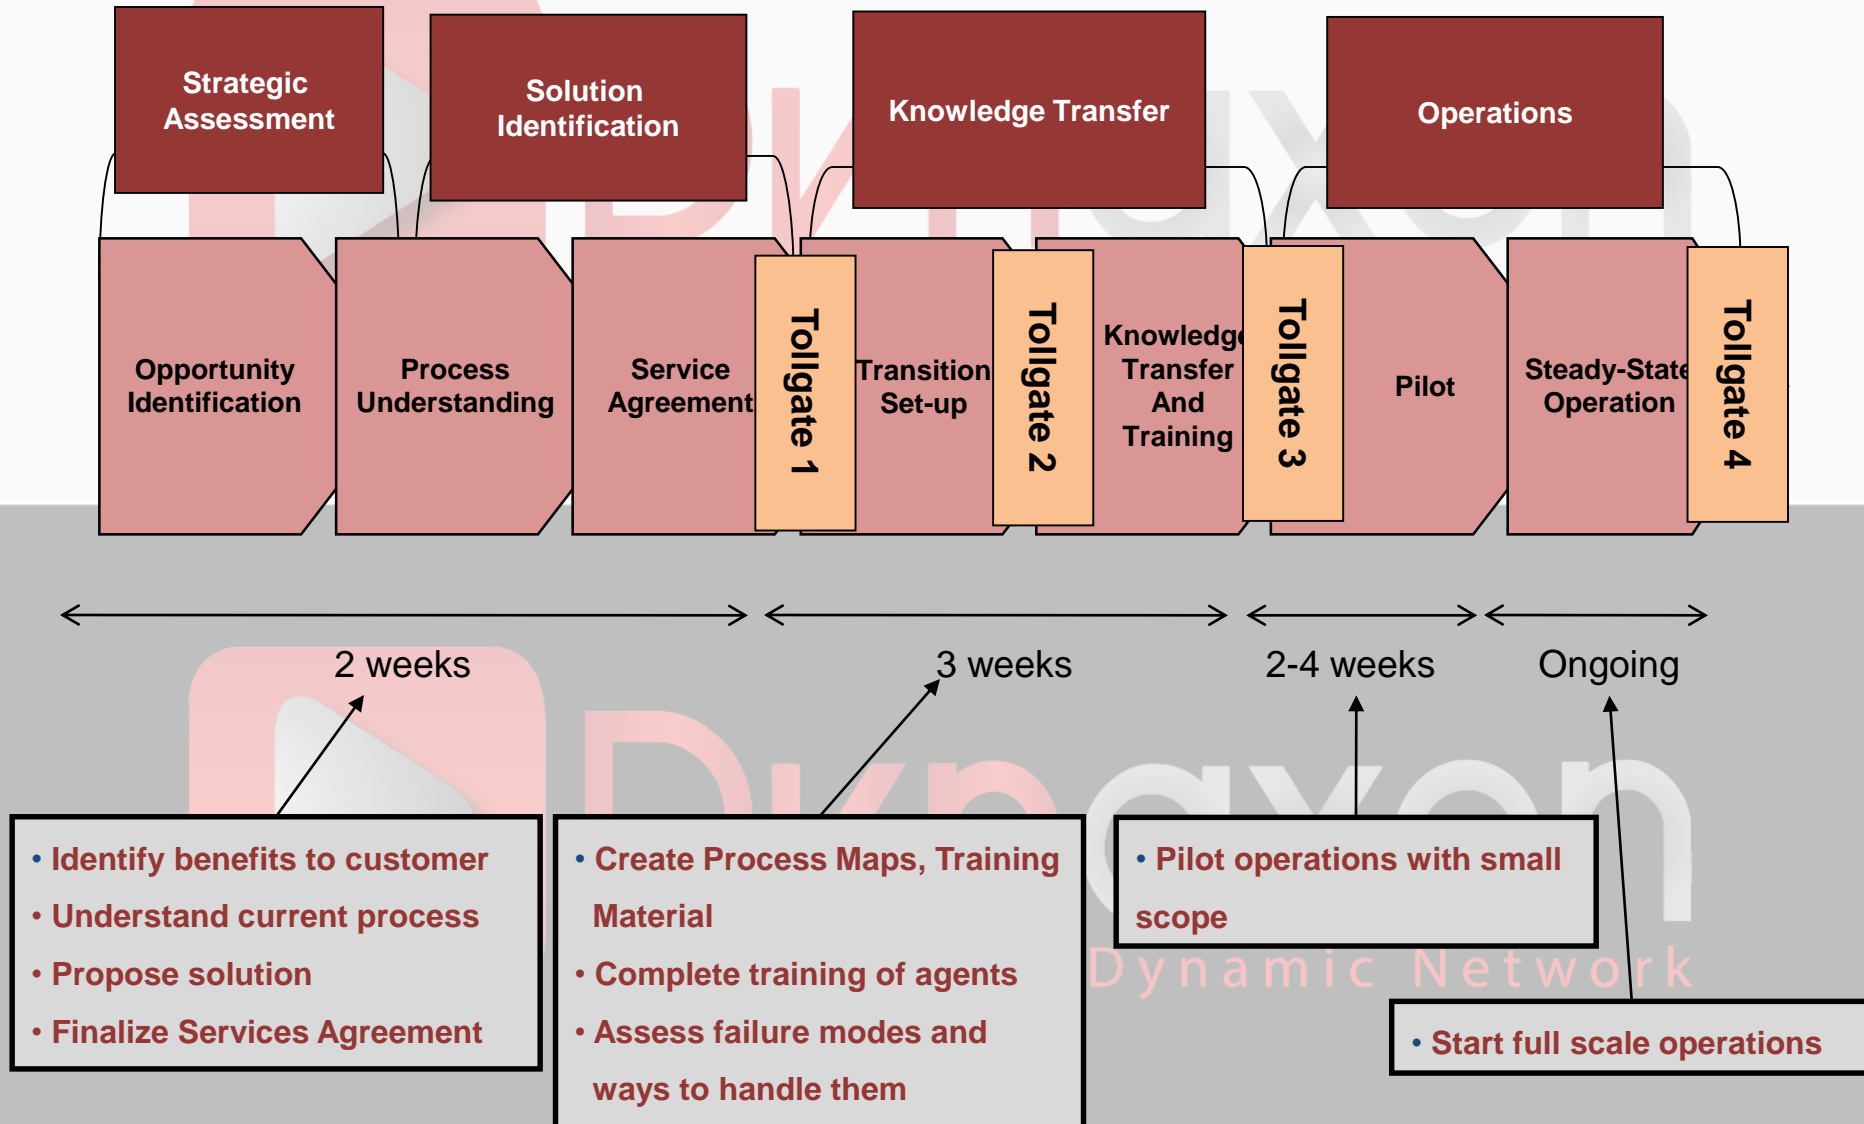 Strategic
Assessment
Solution
Identification
Knowledge Transfer
Operations
Opportunity
Identification
Process
Understanding
Service
Agreement
Tollgate 1
Transition
Set-up
Tollgate 2
Knowledge
Transfer
And
Training
Tollgate 3
Pilot
Steady-State
Operation
Tollgate 4
2 weeks
3 weeks
2-4 weeks
Ongoing
• Identify benefits to customer
• Understand current process
• Propose solution
• Finalize Services Agreement
• Create Process Maps, Training
Material
• Complete training of agents
• Assess failure modes and
ways to handle them
• Pilot operations with small
scope
Dynamic Network
• Start full scale operations